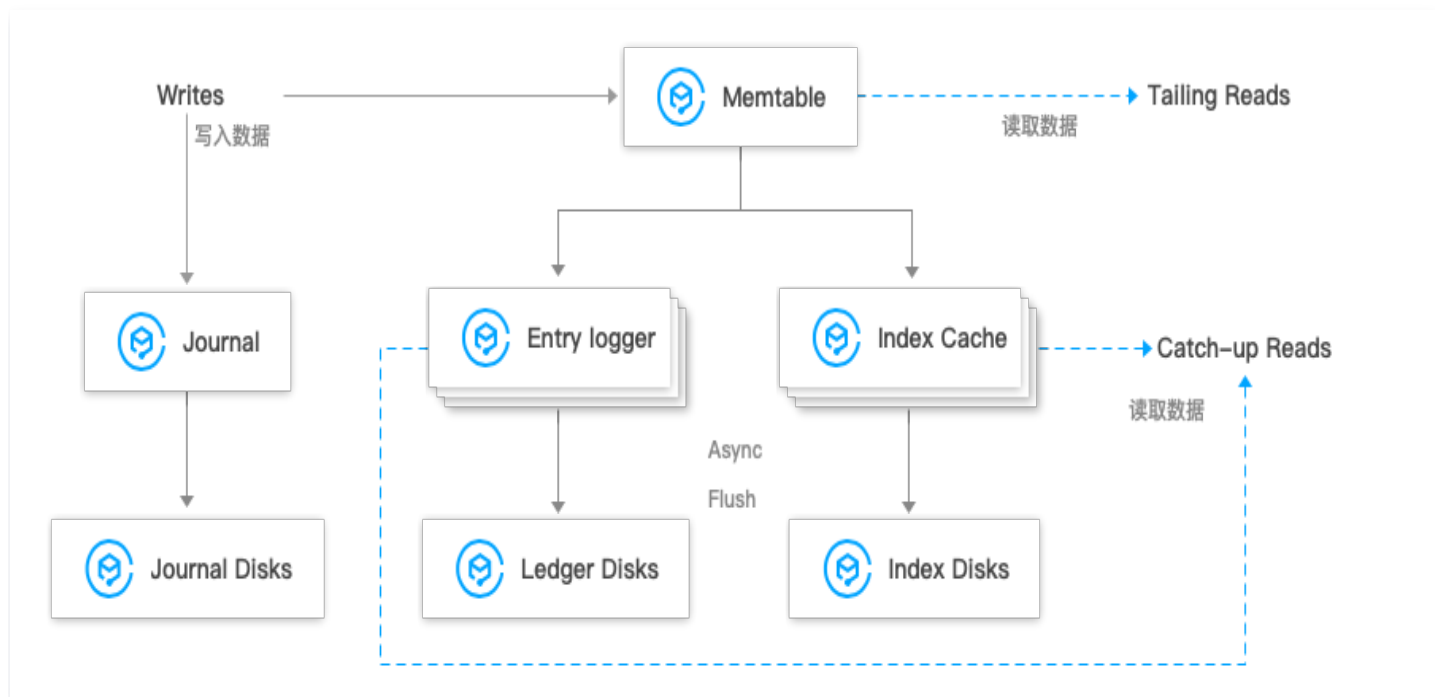 Writes
写入数据
Memtable
Tailing Reads
读取数据
Journal
Entry logger
Index Cache
Catch-up Reads
读取数据
Async
Flush
Journal Disks
Ledger Disks
Index Disks